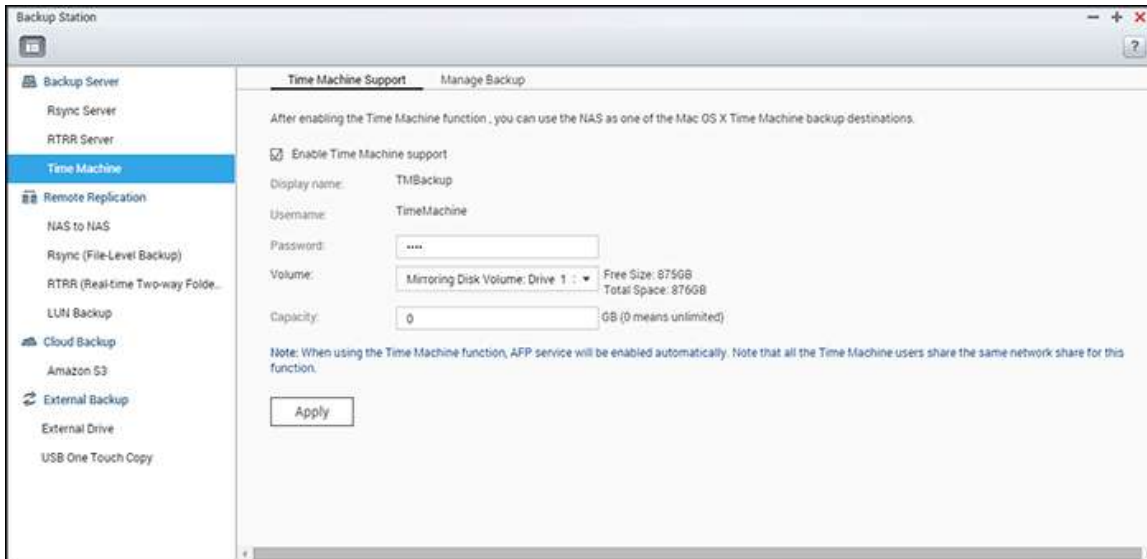 Backup Station
Backup Server
Rsync Server
RTRR Server
Time Machine
Remote Replication
NAS to NAS
Rsync (File-Level Backup)
RTRR (Real-time Two-way Folde...
LUN Backup
Cloud Backup
Amazon S3
External Backup
External Drive
USB One Touch Copy
Time Machine Support Manage Backup
After enabling the Time Machine function , you can use the NAS as one of the Mac OS X Time Machine backup destinations.
Enable Time Machine support
Display name: TMBackup
Username: TimeMachine
Password: ••••
Volume: Mirroring Disk Volume: Drive 1 : Free Size: 875GB
Total Space: 876GB
Capacity: 0 GB (0 means unlimited)
Note: When using the Time Machine function, AFP service will be enabled automatically. Note that all the Time Machine users share the same network share for this
function.
Apply